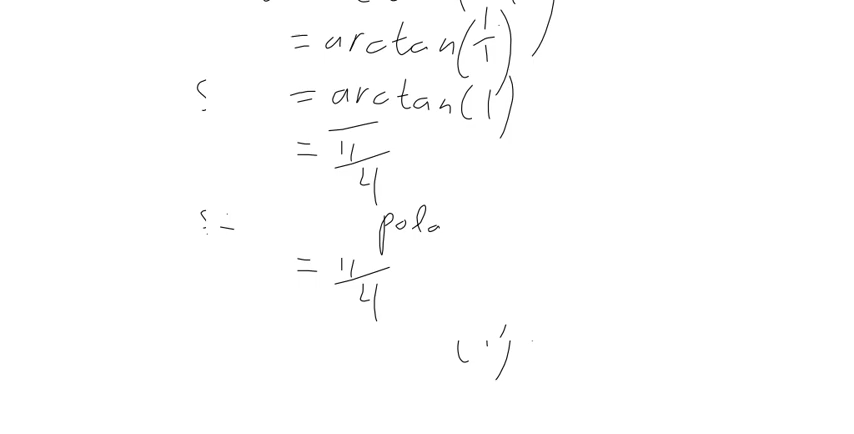 = arctan(1/1)
= arctan(1)
= π/4
pola
= π/4